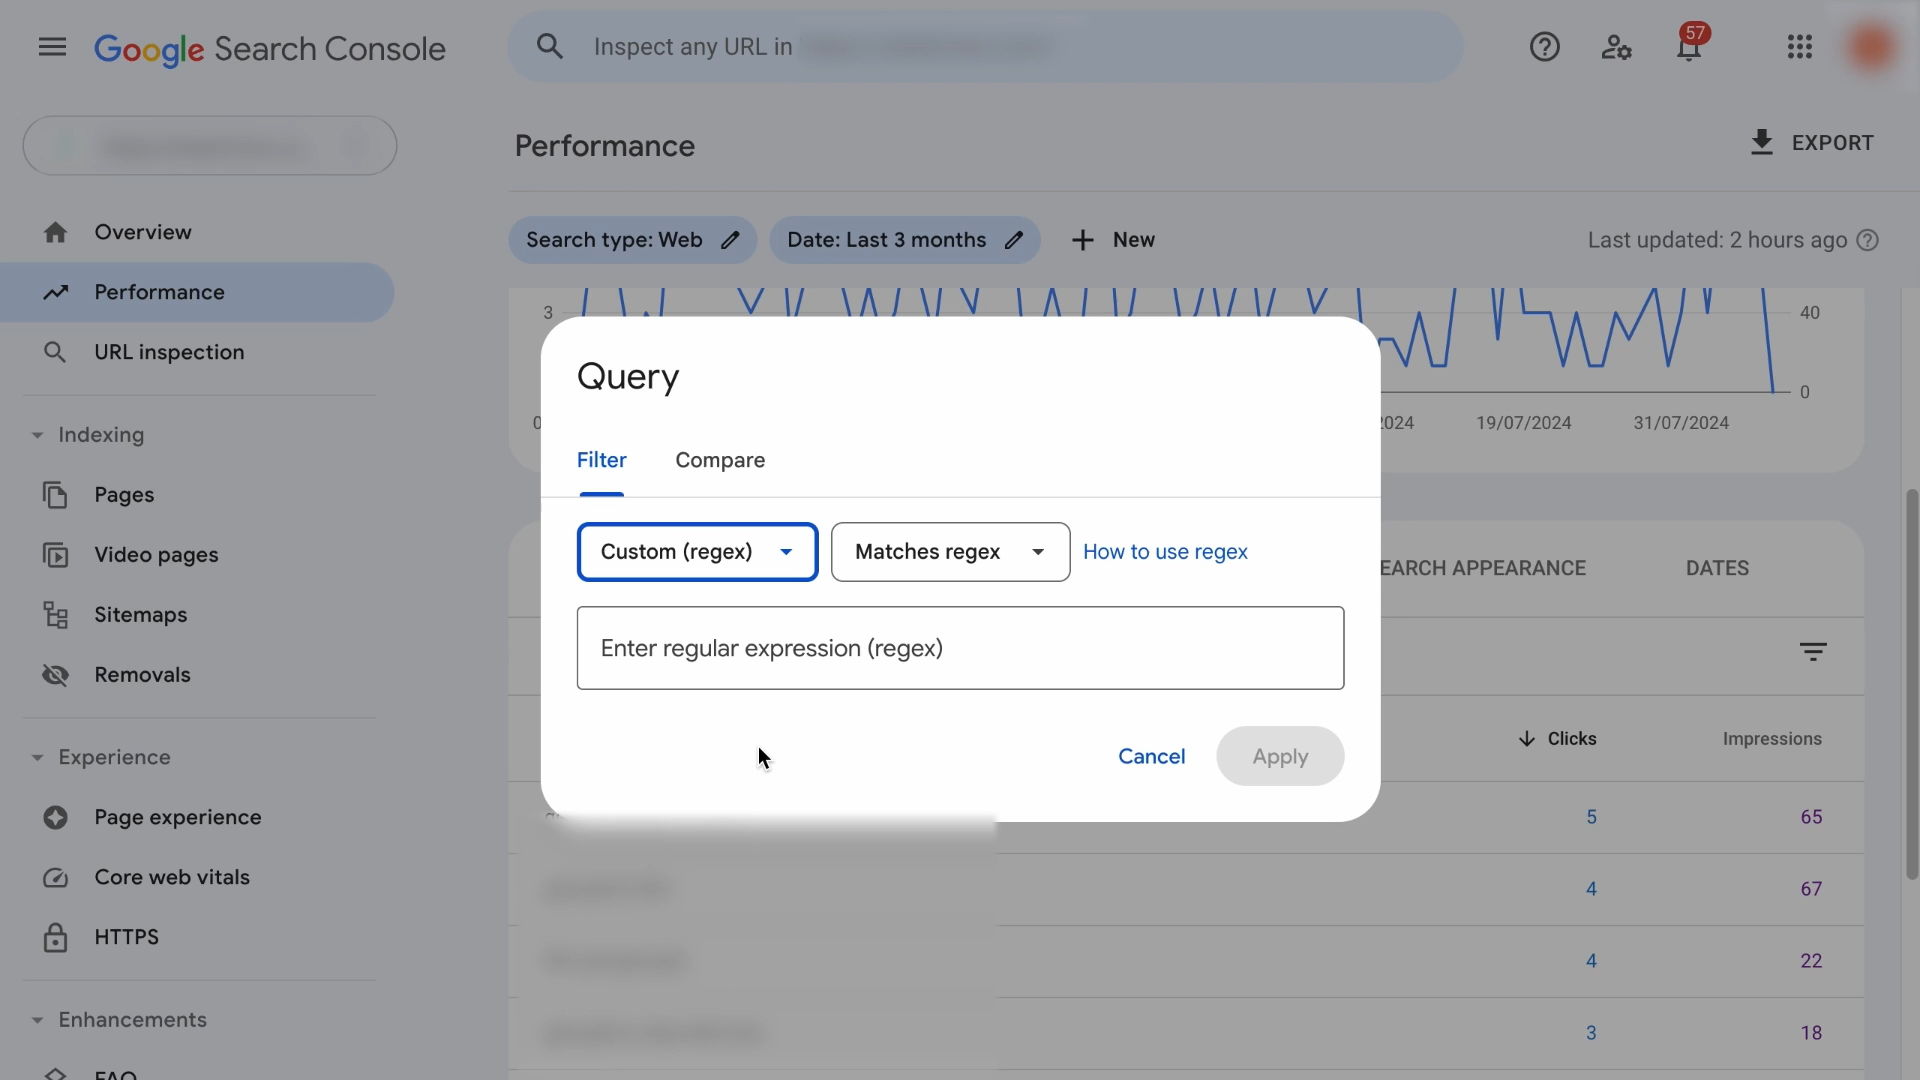 Google Search Console
Inspect any URL in
57
Performance
EXPORT
Search type: Web
Date: Last 3 months
New
Last updated: 2 hours ago
Overview
Performance
URL inspection
Indexing
Pages
Video pages
Sitemaps
Removals
Experience
Page experience
Core web vitals
HTTPS
Enhancements
FAQ
3
40
0
0
2024
19/07/2024
31/07/2024
Query
Filter
Compare
Custom (regex)
Matches regex
How to use regex
Enter regular expression (regex)
Cancel
Apply
EARCH APPEARANCE
DATES
Clicks
Impressions
5
65
4
67
4
22
3
18